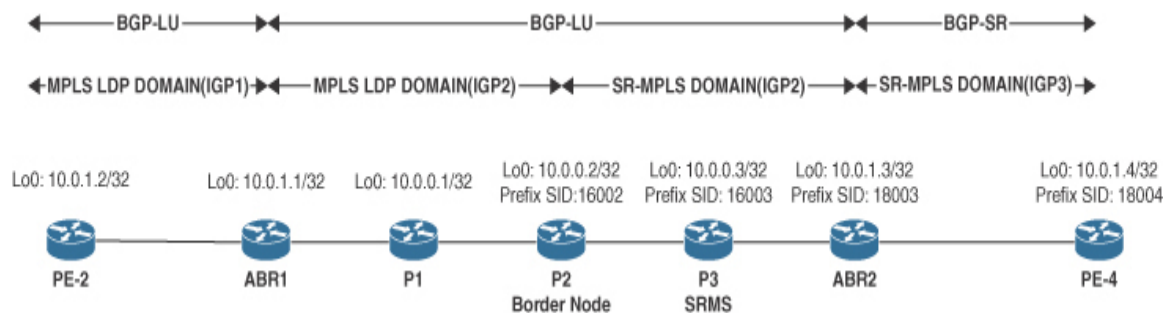 BGP-LU BGP-LU BGP-SR
MPLS LDP DOMAIN(IGP1) MPLS LDP DOMAIN(IGP2) SR-MPLS DOMAIN(IGP2) SR-MPLS DOMAIN(IGP3)
Lo0: 10.0.1.2/32 Lo0: 10.0.1.1/32 Lo0: 10.0.0.1/32 Lo0: 10.0.0.2/32 Lo0: 10.0.0.3/32 Lo0: 10.0.1.3/32 Lo0: 10.0.1.4/32
Prefix SID:16002 Prefix SID: 16003 Prefix SID: 18003 Prefix SID: 18004
PE-2 ABR1 P1 P2 P3 ABR2 PE-4
Border Node SRMS